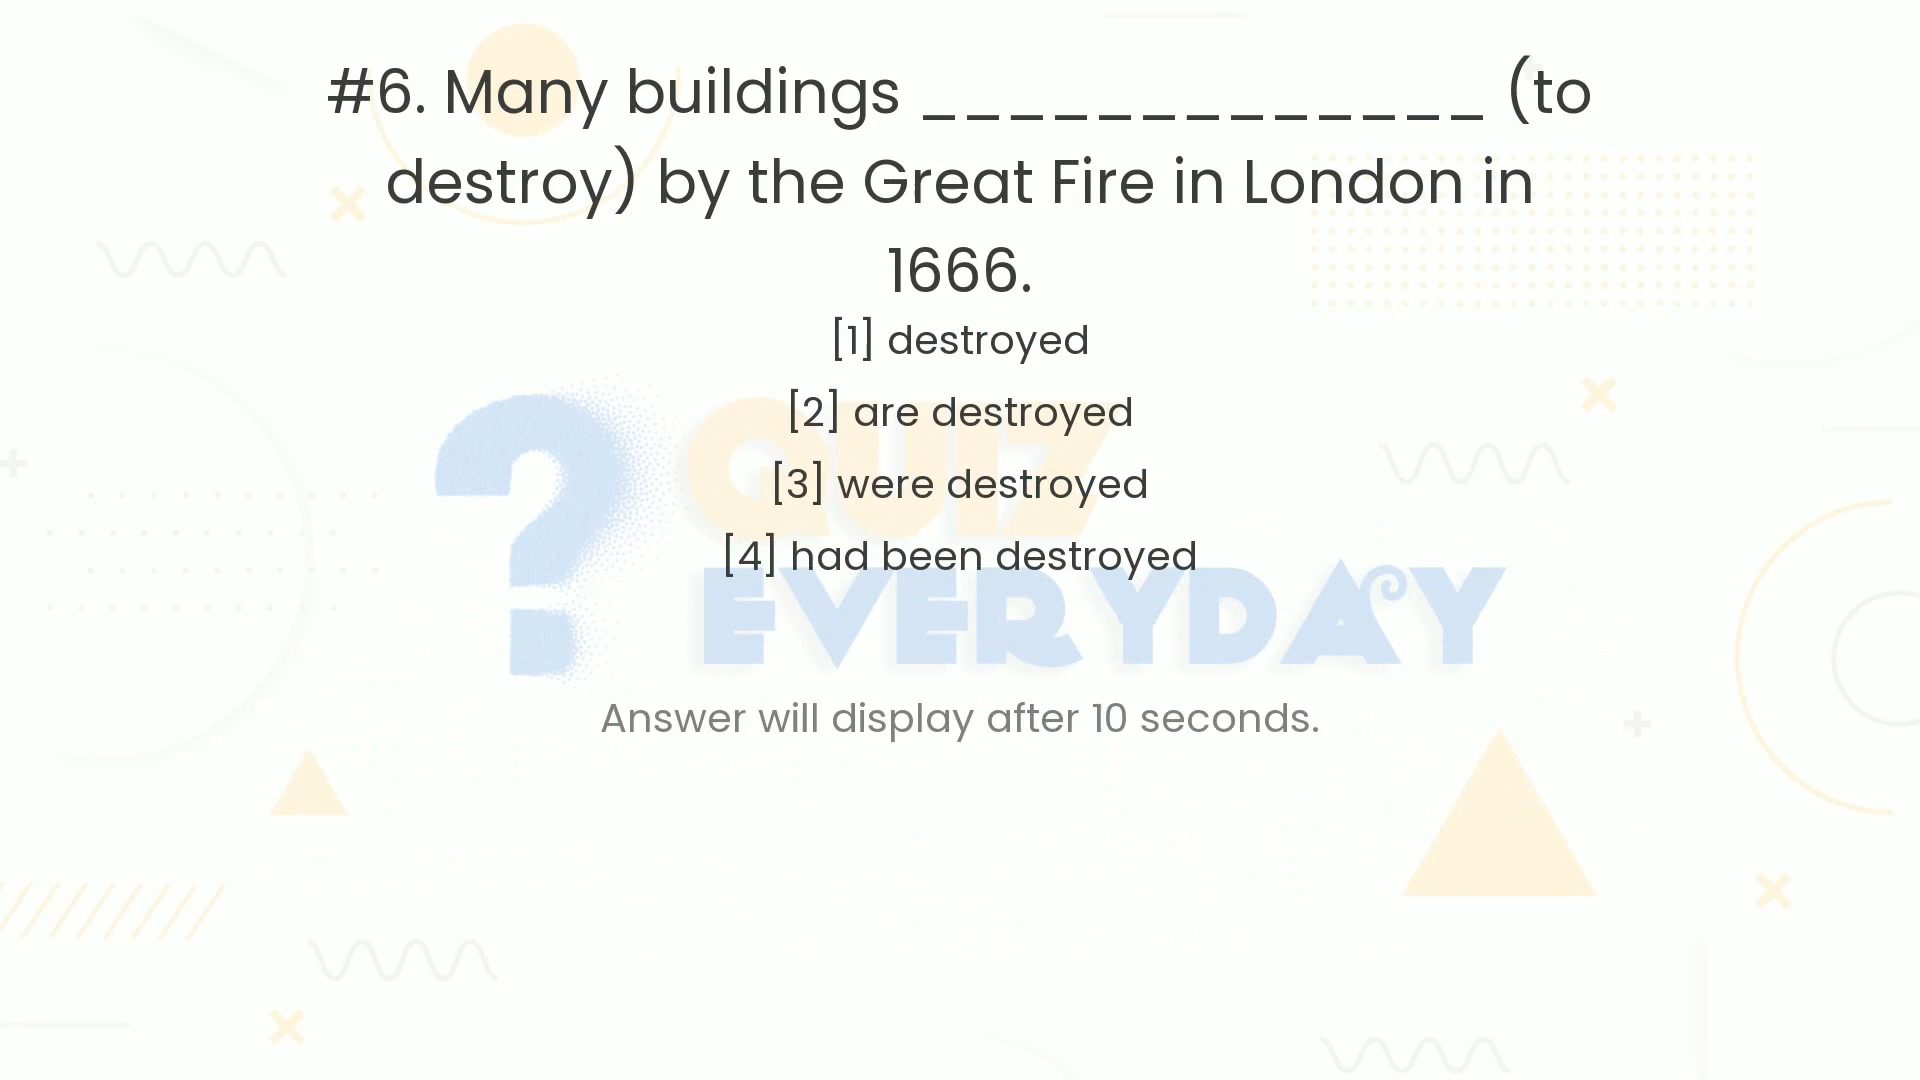 #6. Many buildings _____________ (to
destroy) by the Great Fire in London in
1666.
[1] destroyed
[2] are destroyed
[3] were destroyed
[4] had been destroyed
? QUIZ
EVERYDAY
Answer will display after 10 seconds.